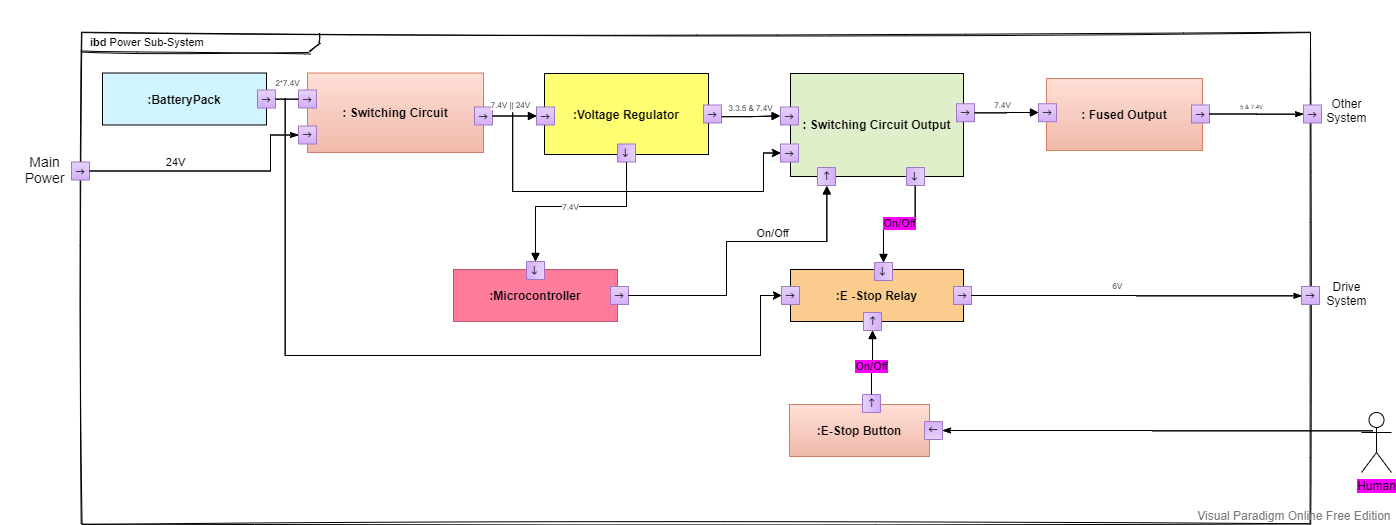 ibd Power Sub-System
2*7.4V
:BatteryPack
: Switching Circuit
7.4V || 24V
:Voltage Regulator
3.3.5 & 7.4V
: Switching Circuit Output
7.4V
: Fused Output
5 & 7.4V
Other
System
Main
Power
24V
7.4V
On/Off
On/Off
:Microcontroller
:E -Stop Relay
6V
Drive
System
On/Off
:E-Stop Button
Human
Visual Paradigm Online Free Edition